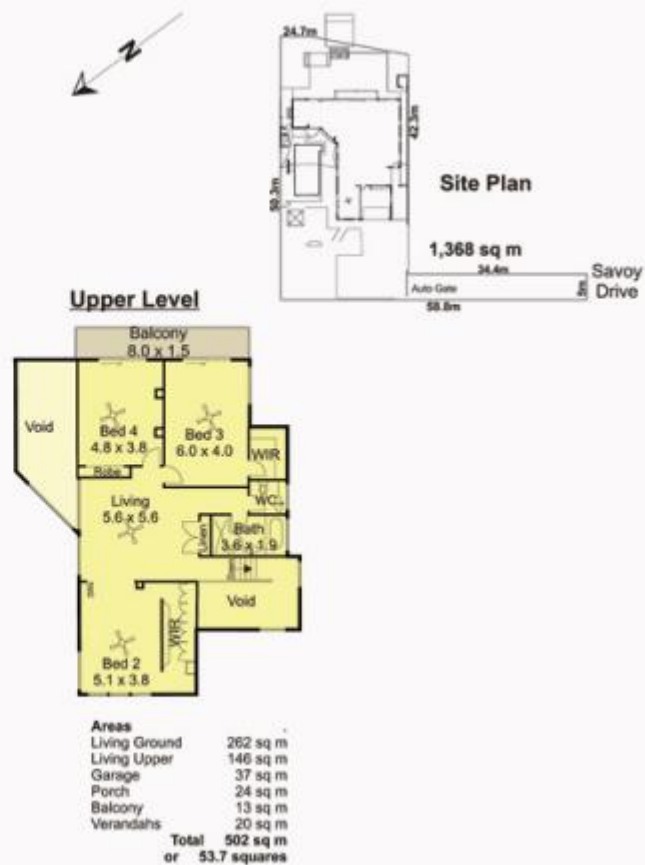 N
24.7m
42.3m
50.3m
Site Plan
1,368 sq m
34.4m
Savoy
Drive
Auto Gate
5m
58.8m
Upper Level
Balcony
8.0 x 1.5
Void
Bed 4
4.8 x 3.8
Bed 3
6.0 x 4.0
WIR
Robe
WC
Living
5.6 x 5.6
Linen
Bath
3.6 x 1.9
Void
WIR
Bed 2
5.1 x 3.8
Areas
Living Ground 262 sq m
Living Upper 146 sq m
Garage 37 sq m
Porch 24 sq m
Balcony 13 sq m
Verandahs 20 sq m
Total 502 sq m
or 53.7 squares